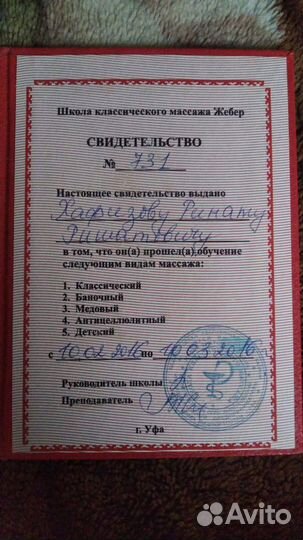 Школа классического массажа Жебер
СВИДЕТЕЛЬСТВО
№ 731
Настоящее свидетельство выдано
Хафизову Ринату
Ришатовичу
в том, что он(а) прошел(а) обучение
следующим видам массажа:
1. Классический
2. Баночный
3. Медовый
4. Антицеллюлитный
5. Детский
с 10.02.2016 по 10.03.2016
Руководитель школы
Преподаватель
г. Уфа
Avito